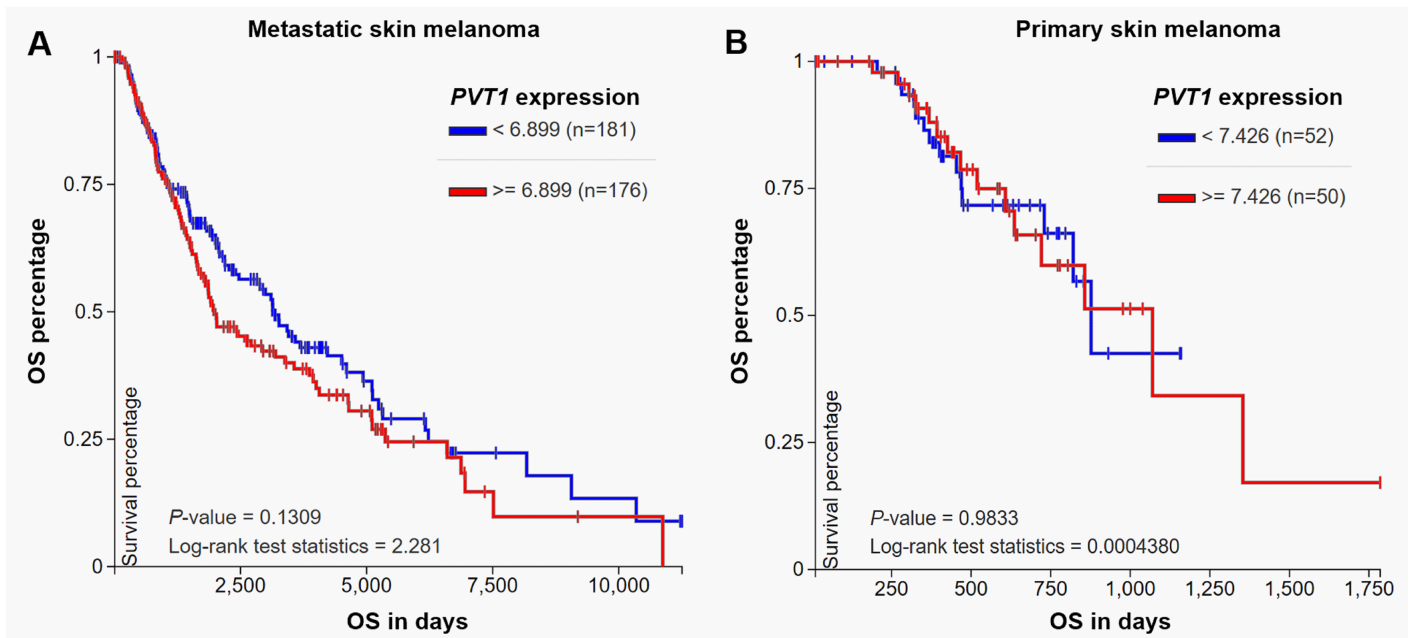 A
Metastatic skin melanoma
PVT1 expression
< 6.899 (n=181)
>= 6.899 (n=176)
1
0.75
0.5
0.25
0
OS percentage
Survival percentage
P-value = 0.1309
Log-rank test statistics = 2.281
2,500
5,000
7,500
10,000
OS in days
B
Primary skin melanoma
PVT1 expression
< 7.426 (n=52)
>= 7.426 (n=50)
1
0.75
0.5
0.25
0
OS percentage
Survival percentage
P-value = 0.9833
Log-rank test statistics = 0.0004380
250
500
750
1,000
1,250
1,500
1,750
OS in days